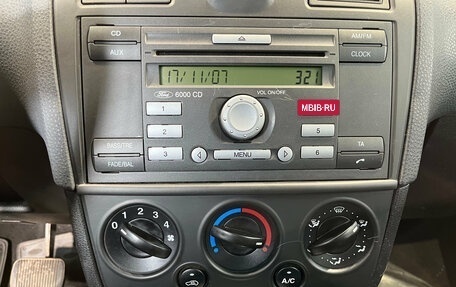 CD
AM/FM
AUX
CLOCK
17/11/07 321
Ford 6000 CD VOL ON/OFF
MBIB-RU
1
2
5
BASS/TRE
FADE/BAL
3
MENU
6
TA
0 1 2 3 4
A/C